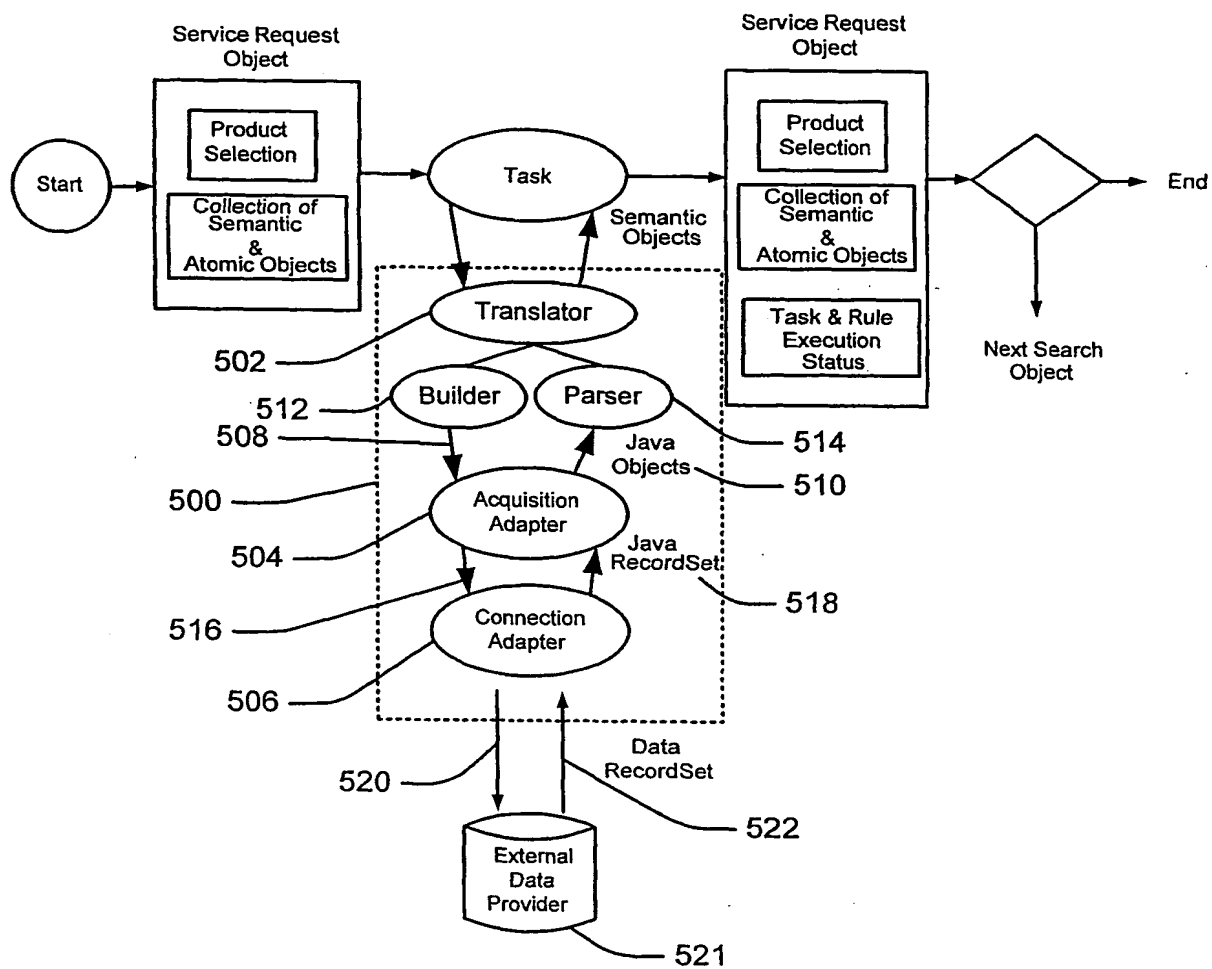 Service Request
Object
Service Request
Object
Start
Product
Selection
Collection of
Semantic
&
Atomic Objects
Task
Semantic
Objects
Product
Selection
Collection of
Semantic
&
Atomic Objects
Task & Rule
Execution
Status
End
Next Search
Object
Translator
502
Builder
Parser
512
514
508
Java
Objects
510
500
Acquisition
Adapter
504
Java
RecordSet
518
516
Connection
Adapter
506
Data
RecordSet
520
522
External
Data
Provider
521